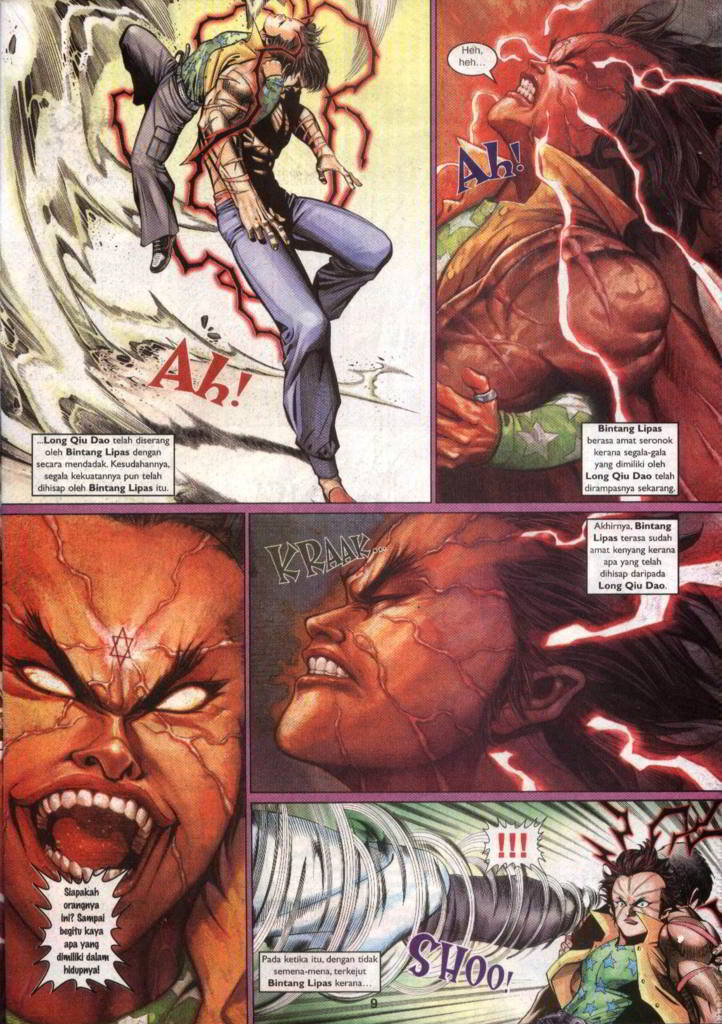 Ah!
...Long Qiu Dao telah diserang
oleh Bintang Lipas dengan
secara mendadak. Kesudahannya,
segala kekuatannya pun telah
dihisap oleh Bintang Lipas itu.
Heh,
heh...
Ah!
Bintang Lipas
berasa amat seronok
kerana segala-gala
yang dimiliki oleh
Long Qiu Dao telah
dirampasnya sekarang.
Siapakah
orangnya
ini? Sampai
begitu kaya
apa yang
dimiliki dalam
hidupnya!
KRAAK...
Akhirnya, Bintang
Lipas terasa sudah
amat kenyang kerana
apa yang telah
dihisap daripada
Long Qiu Dao.
!!!
Pada ketika itu, dengan tidak
semena-mena, terkejut
Bintang Lipas kerana...
SHOO!
9